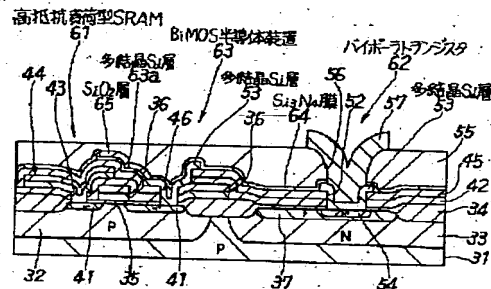 高抵抗負荷型SRAM
61
BiMOS半導体装置
63
バイポーラトランジスタ
62
多結晶Si層
53a
多結晶Si層
53
多結晶Si層
53
SiO2層
65
Si3N4膜
64
44
43
36
46
36
56
52
57
55
45
42
34
33
31
32
P
41
35
41
P
37
N
54